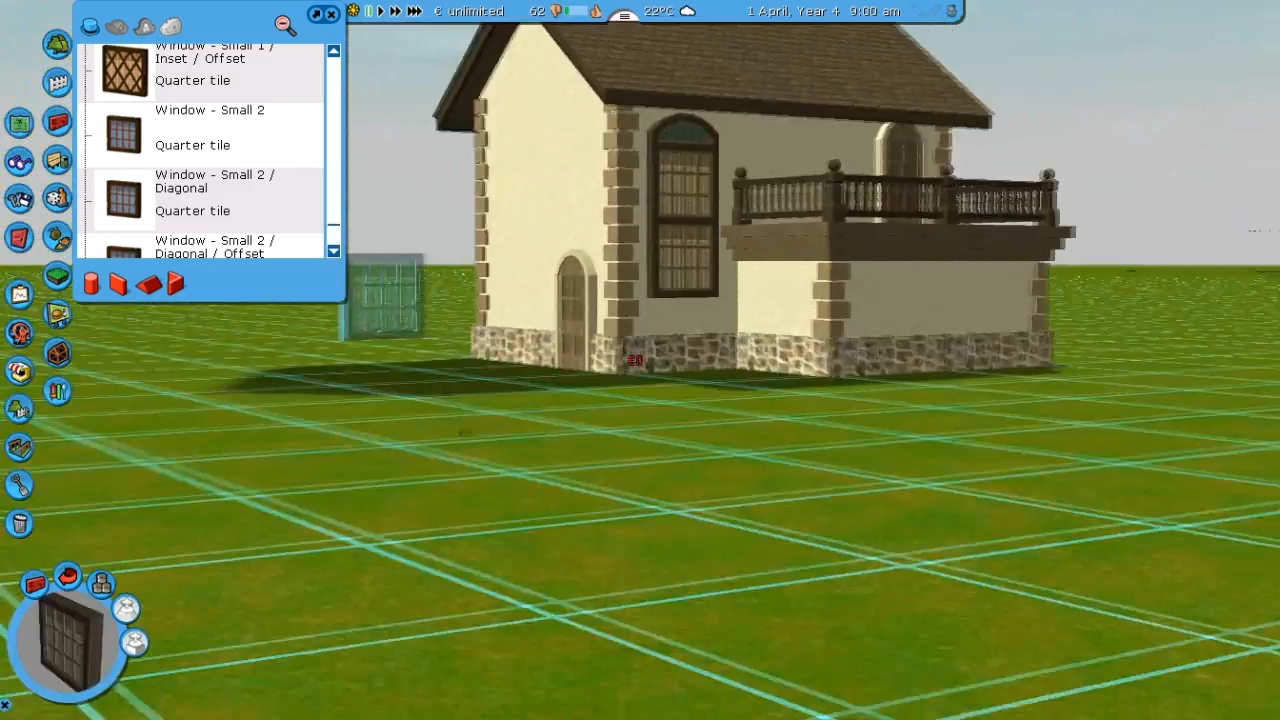 € unlimited
62
22°C
1 April, Year 4 9:00 am
Window - Small 1 /
Inset / Offset
Quarter tile
Window - Small 2
Quarter tile
Window - Small 2 /
Diagonal
Quarter tile
Window - Small 2 /
Diagonal / Offset